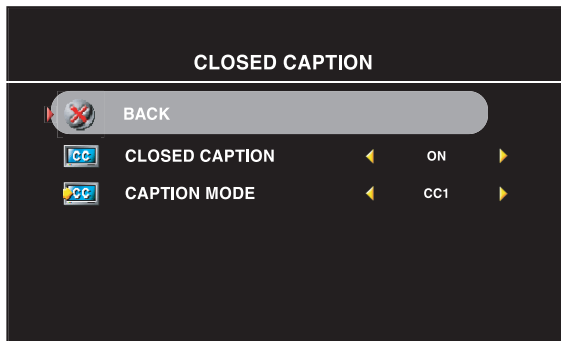 CLOSED CAPTION
BACK
CC CLOSED CAPTION ON
CC CAPTION MODE CC1